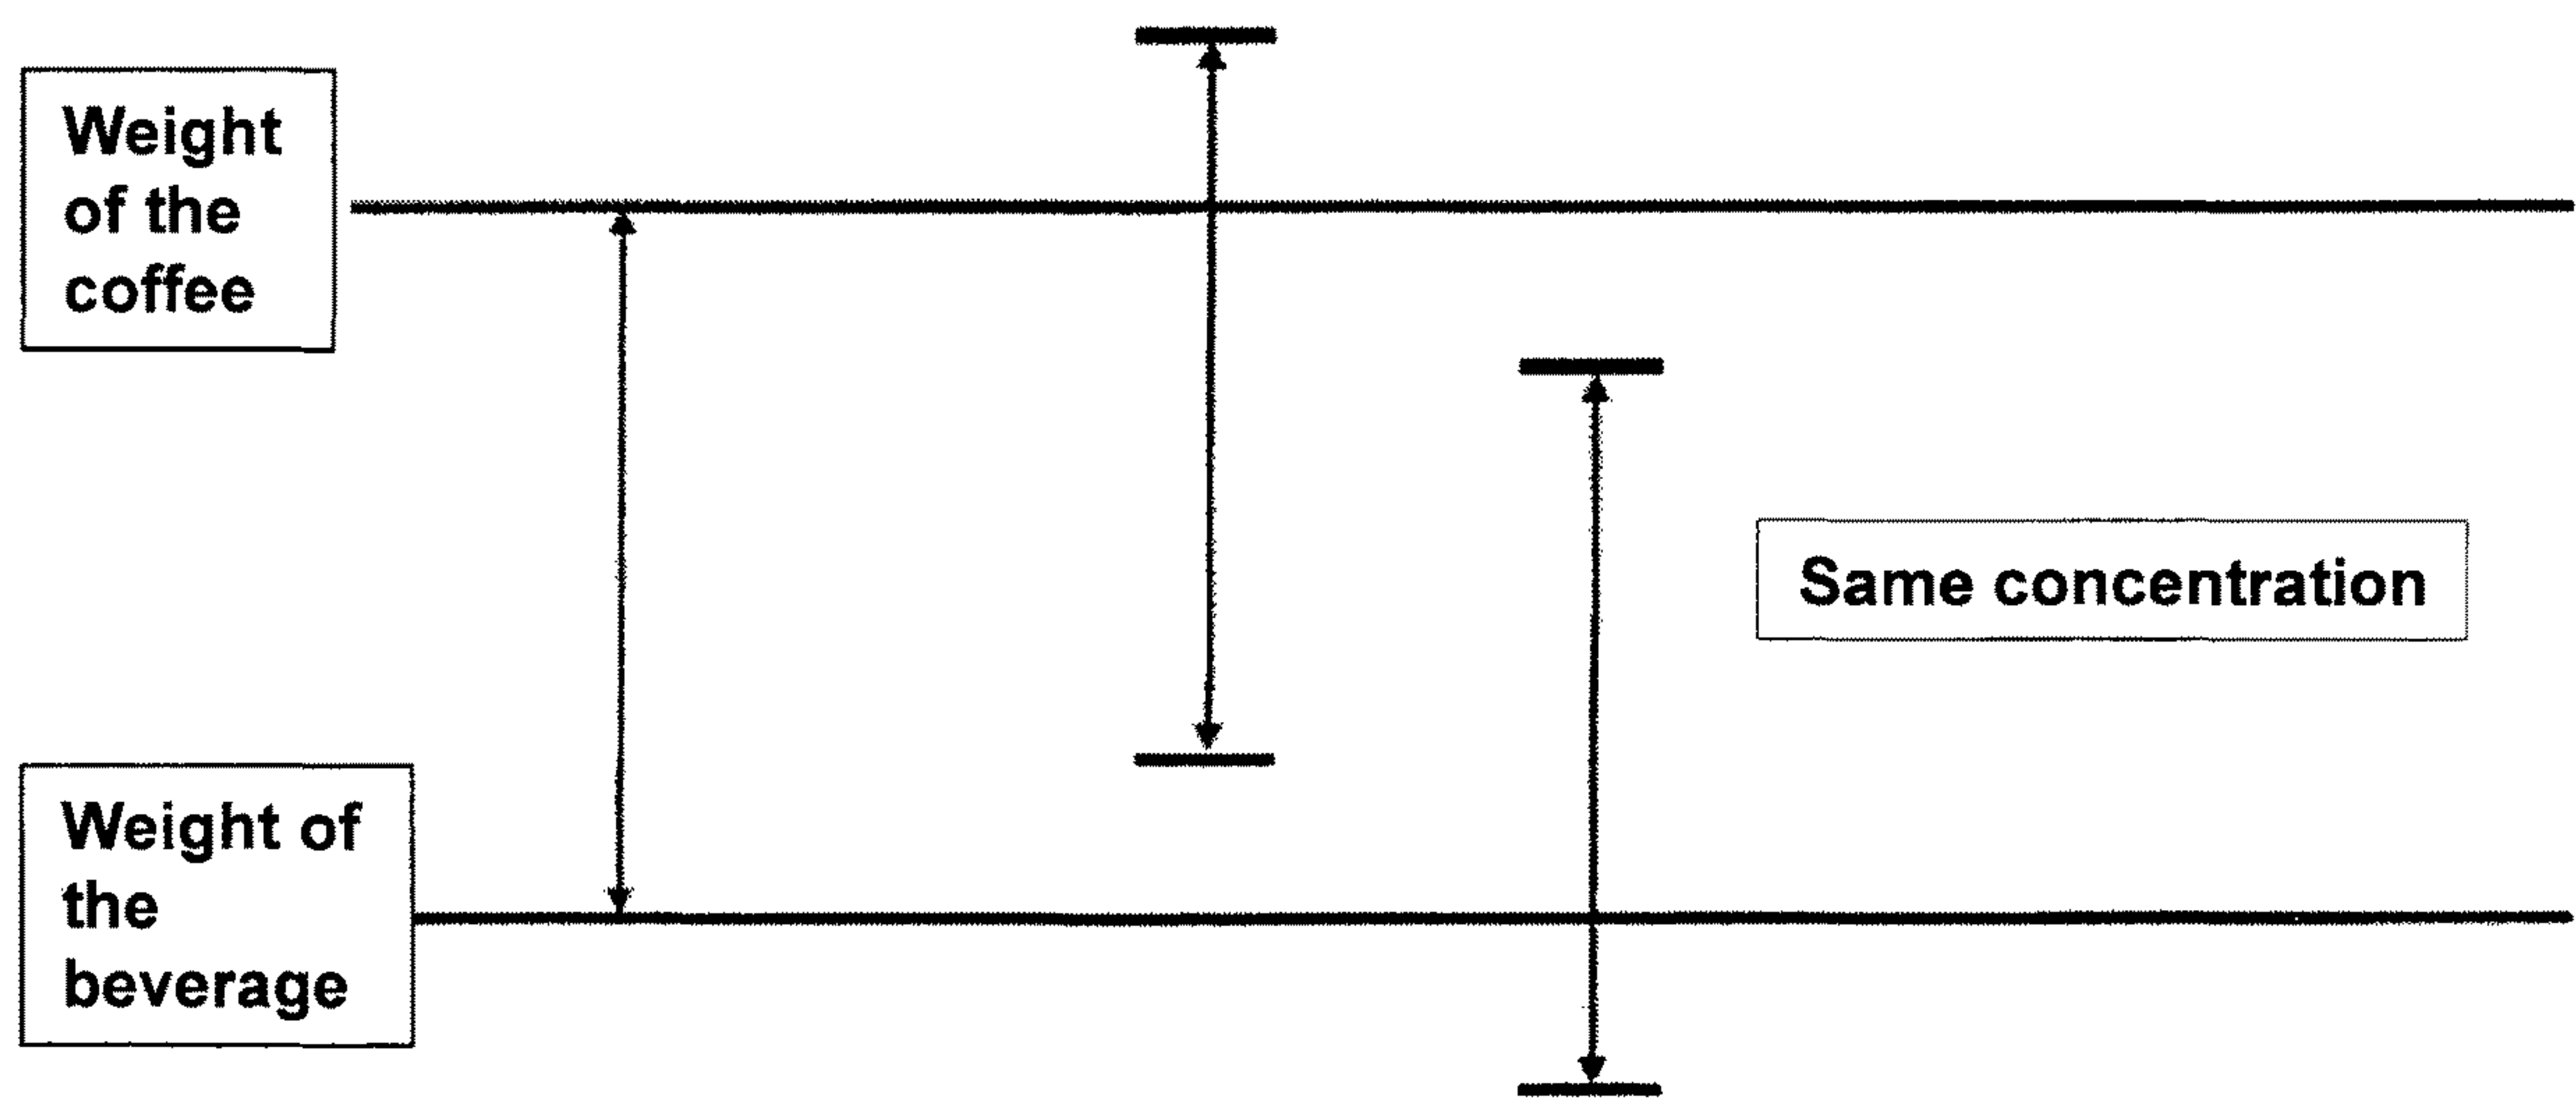 Weight
of the
coffee
Same concentration
Weight of
the
beverage